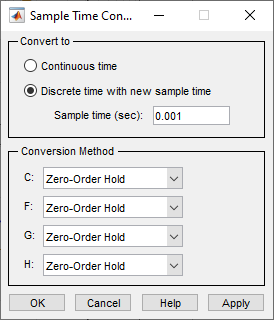 Sample Time Con...
Convert to
Continuous time
Discrete time with new sample time
Sample time (sec): 0.001
Conversion Method
C: Zero-Order Hold
F: Zero-Order Hold
G: Zero-Order Hold
H: Zero-Order Hold
OK Cancel Help Apply